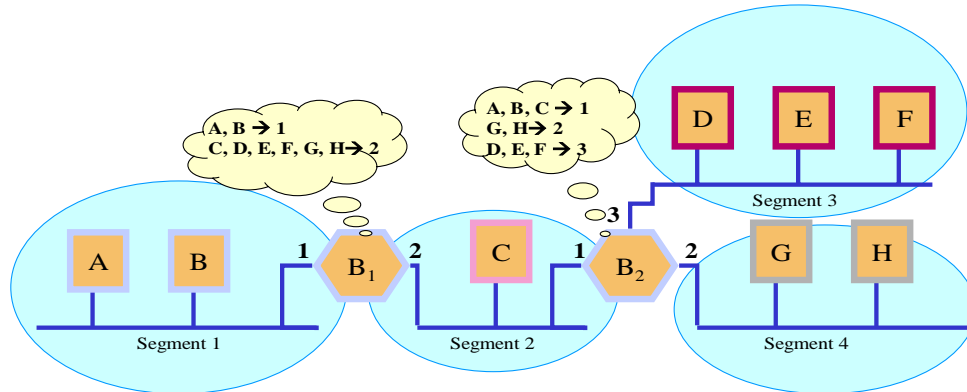 A, B → 1
C, D, E, F, G, H→ 2
A, B, C → 1
G, H→ 2
D, E, F → 3
D
E
F
Segment 3
3
A
B
1
B₁
2
C
1
B₂
2
G
H
Segment 1
Segment 2
Segment 4